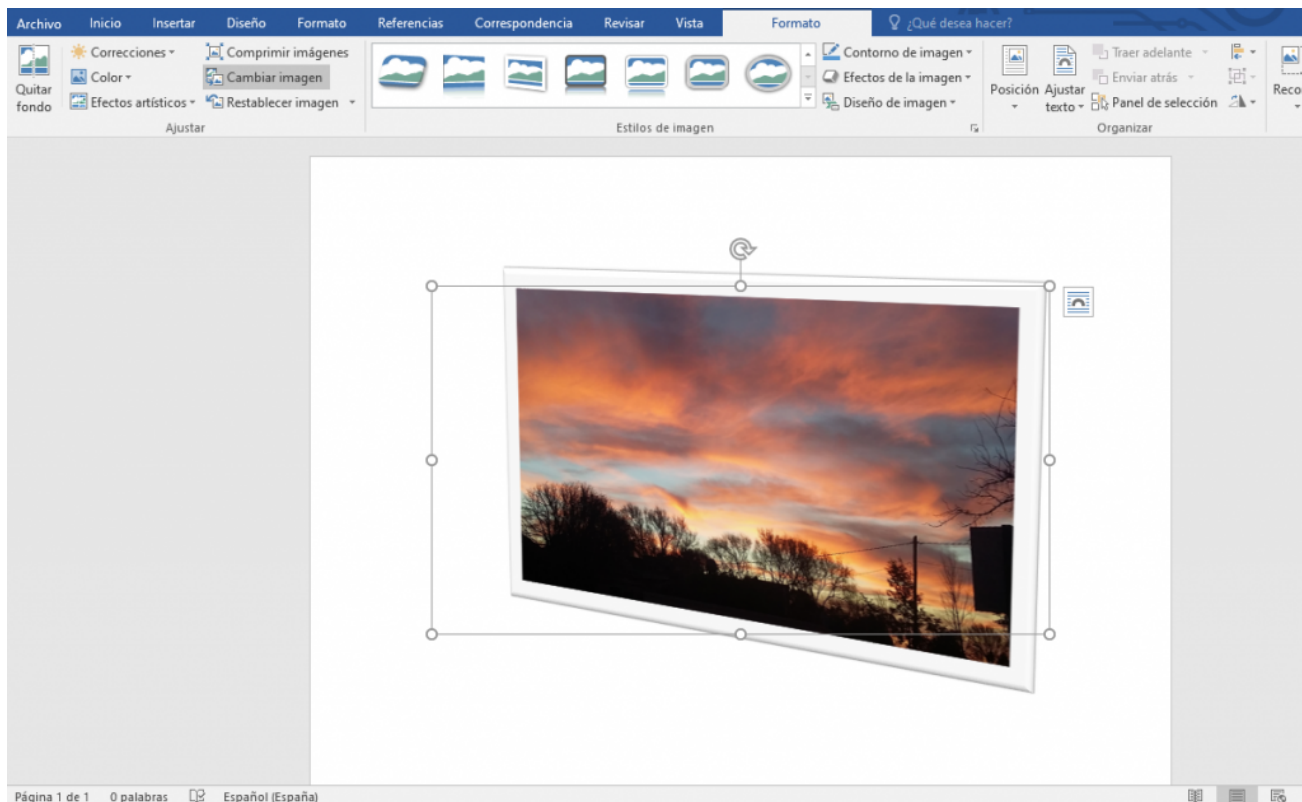 Archivo Inicio Insertar Diseño Formato Referencias Correspondencia Revisar Vista Formato ¿Qué desea hacer?
Quitar fondo
Correcciones
Color
Efectos artísticos
Comprimir imágenes
Cambiar imagen
Restablecer imagen
Ajustar
Contorno de imagen
Efectos de la imagen
Diseño de imagen
Estilos de imagen
Posición
Ajustar texto
Traer adelante
Enviar atrás
Panel de selección
Organizar
Reco
Página 1 de 1 0 palabras Español (España)